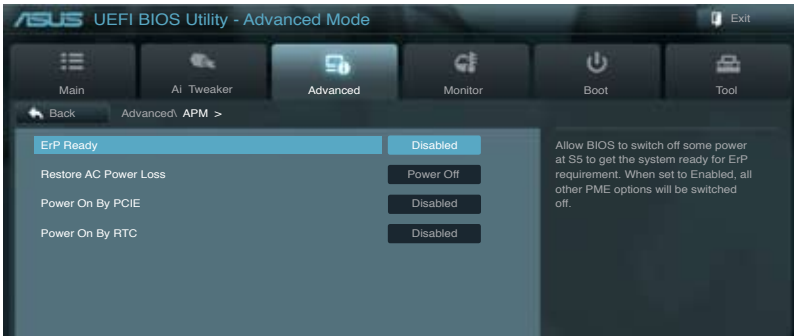 ASUS UEFI BIOS Utility - Advanced Mode
Exit
Main
Ai Tweaker
Advanced
Monitor
Boot
Tool
Back
Advanced\ APM >
ErP Ready Disabled
Restore AC Power Loss Power Off
Power On By PCIE Disabled
Power On By RTC Disabled
Allow BIOS to switch off some power
at S5 to get the system ready for ErP
requirement. When set to Enabled, all
other PME options will be switched
off.